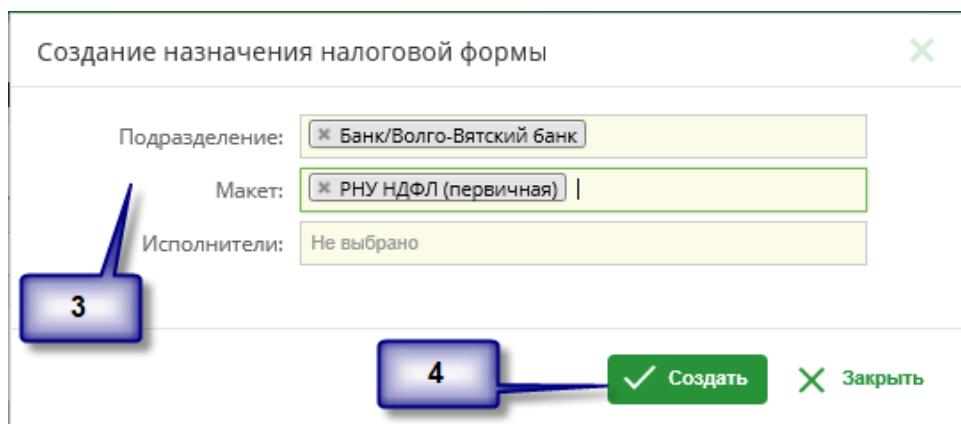 Создание назначения налоговой формы
Подразделение: Банк/Волго-Вятский банк
Макет: РНУ НДФЛ (первичная)
Исполнители: Не выбрано
3
4 Создать Закрыть